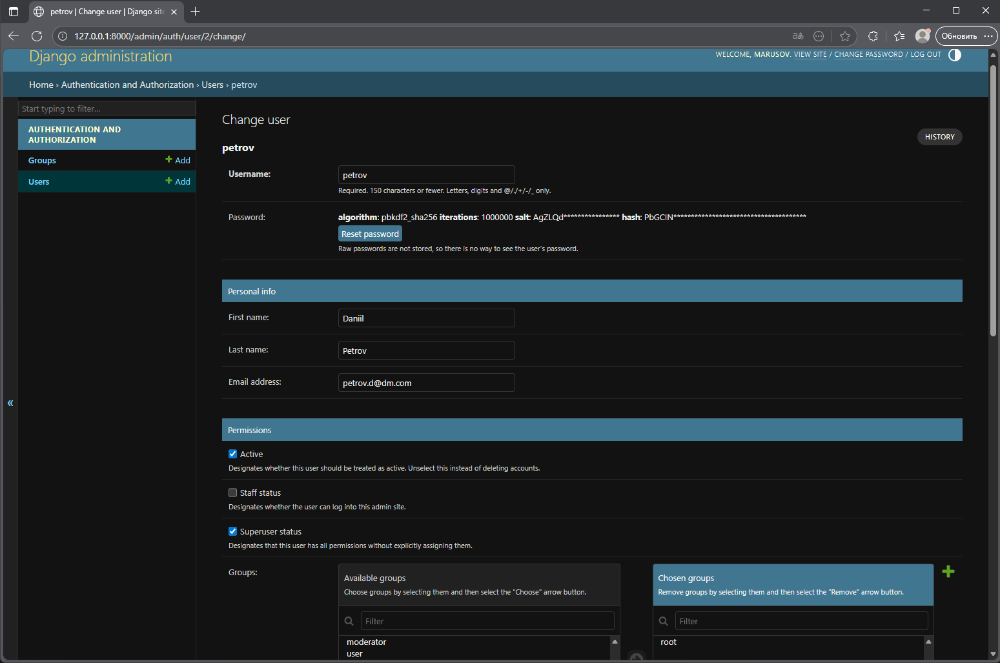 petrov | Change user | Django site
127.0.0.1:8000/admin/auth/user/2/change/
Обновить
Django administration
WELCOME, MARUSOV. VIEW SITE / CHANGE PASSWORD / LOG OUT
Home › Authentication and Authorization › Users › petrov
Start typing to filter...
AUTHENTICATION AND
AUTHORIZATION
Groups
Add
Users
Add
«
Change user
HISTORY
petrov
Username:
petrov
Required. 150 characters or fewer. Letters, digits and @/./+/-/_ only.
Password:
algorithm: pbkdf2_sha256 iterations: 1000000 salt: AgZLQd**************** hash: PbGCIN**************************************
Reset password
Raw passwords are not stored, so there is no way to see the user's password.
Personal info
First name:
Daniil
Last name:
Petrov
Email address:
petrov.d@dm.com
Permissions
Active
Designates whether this user should be treated as active. Unselect this instead of deleting accounts.
Staff status
Designates whether the user can log into this admin site.
Superuser status
Designates that this user has all permissions without explicitly assigning them.
Groups:
Available groups
Choose groups by selecting them and then select the "Choose" arrow button.
Filter
moderator
user
Chosen groups
Remove groups by selecting them and then select the "Remove" arrow button.
Filter
root